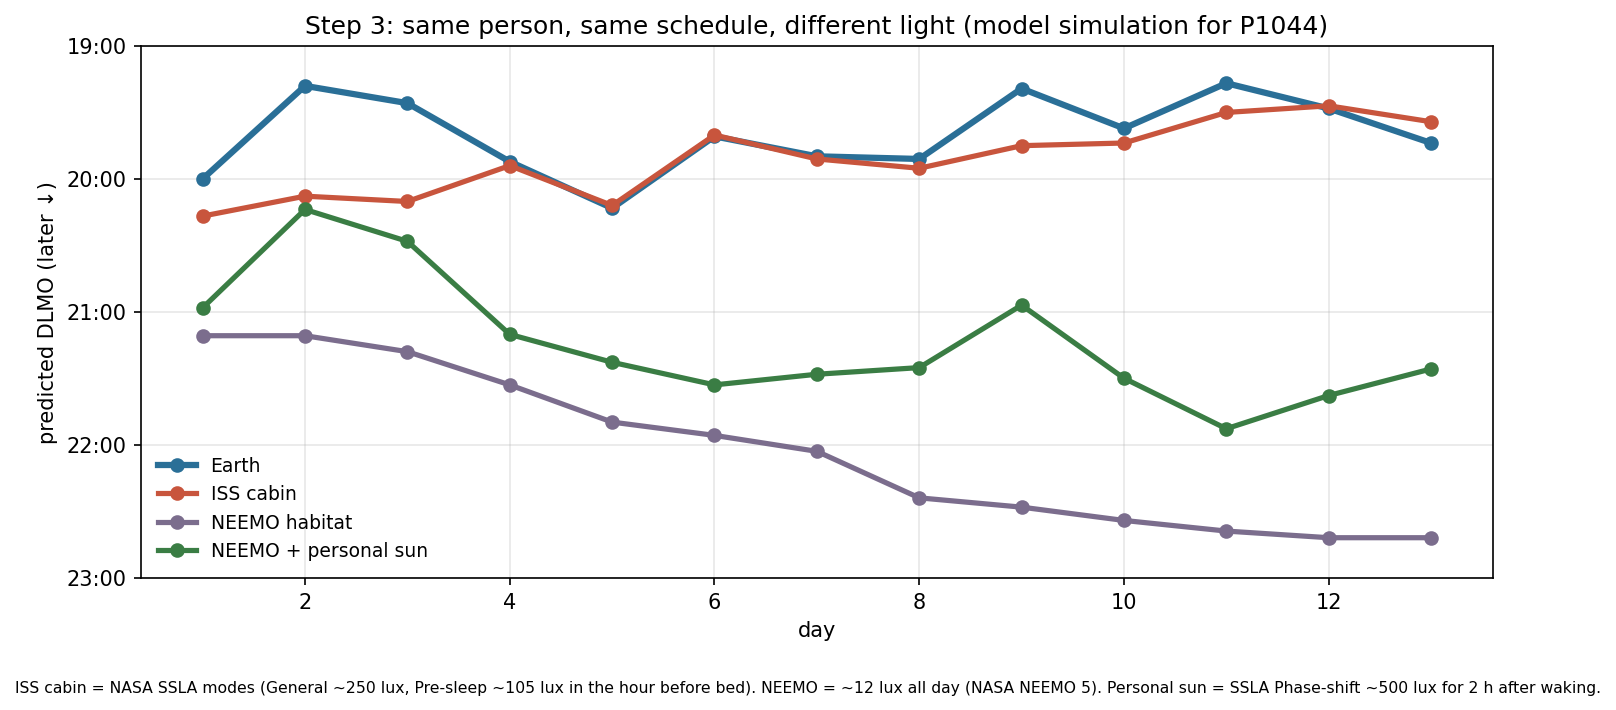 Step 3: same person, same schedule, different light (model simulation for P1044)
19:00
20:00
21:00
22:00
23:00
predicted DLMO (later ↓)
Earth
ISS cabin
NEEMO habitat
NEEMO + personal sun
2
4
6
8
10
12
day
ISS cabin = NASA SSLA modes (General ~250 lux, Pre-sleep ~105 lux in the hour before bed). NEEMO = ~12 lux all day (NASA NEEMO 5). Personal sun = SSLA Phase-shift ~500 lux for 2 h after waking.